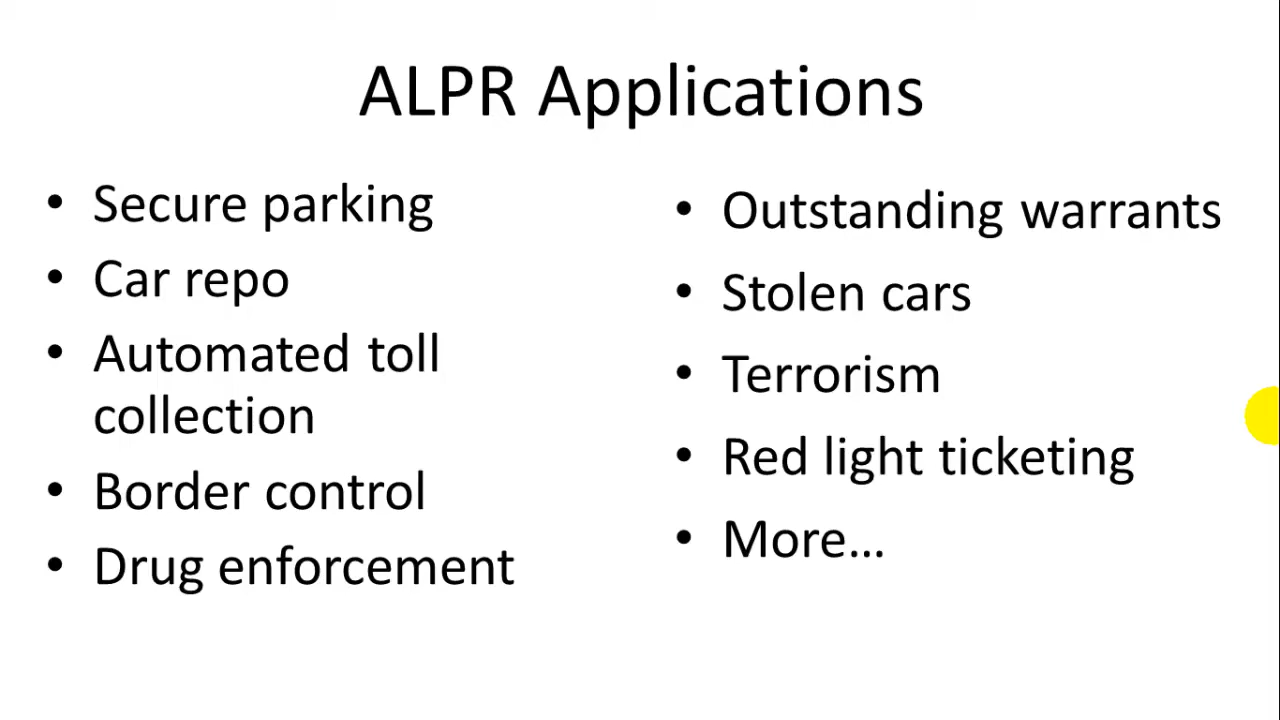 ALPR Applications
• Secure parking
• Car repo
• Automated toll
collection
• Border control
• Drug enforcement
• Outstanding warrants
• Stolen cars
• Terrorism
• Red light ticketing
• More...